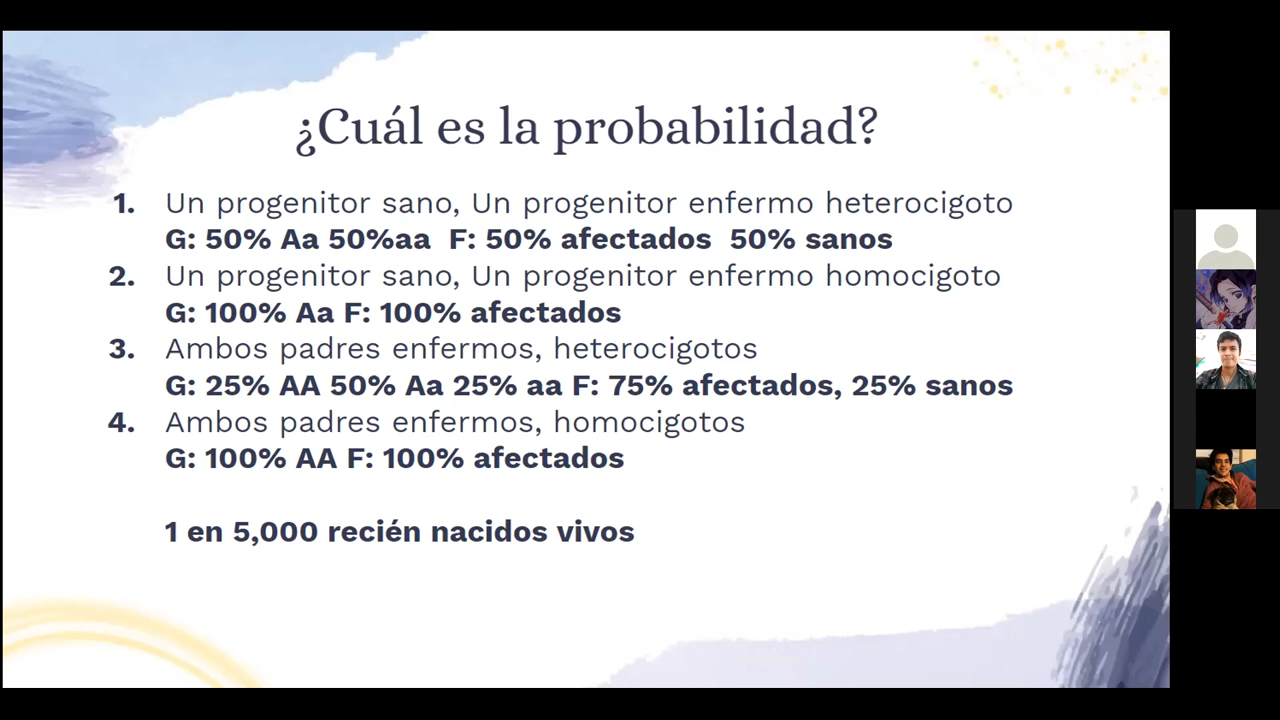 ¿Cuál es la probabilidad?
1. Un progenitor sano, Un progenitor enfermo heterocigoto
G: 50% Aa 50%aa F: 50% afectados 50% sanos
2. Un progenitor sano, Un progenitor enfermo homocigoto
G: 100% Aa F: 100% afectados
3. Ambos padres enfermos, heterocigotos
G: 25% AA 50% Aa 25% aa F: 75% afectados, 25% sanos
4. Ambos padres enfermos, homocigotos
G: 100% AA F: 100% afectados
1 en 5,000 recién nacidos vivos